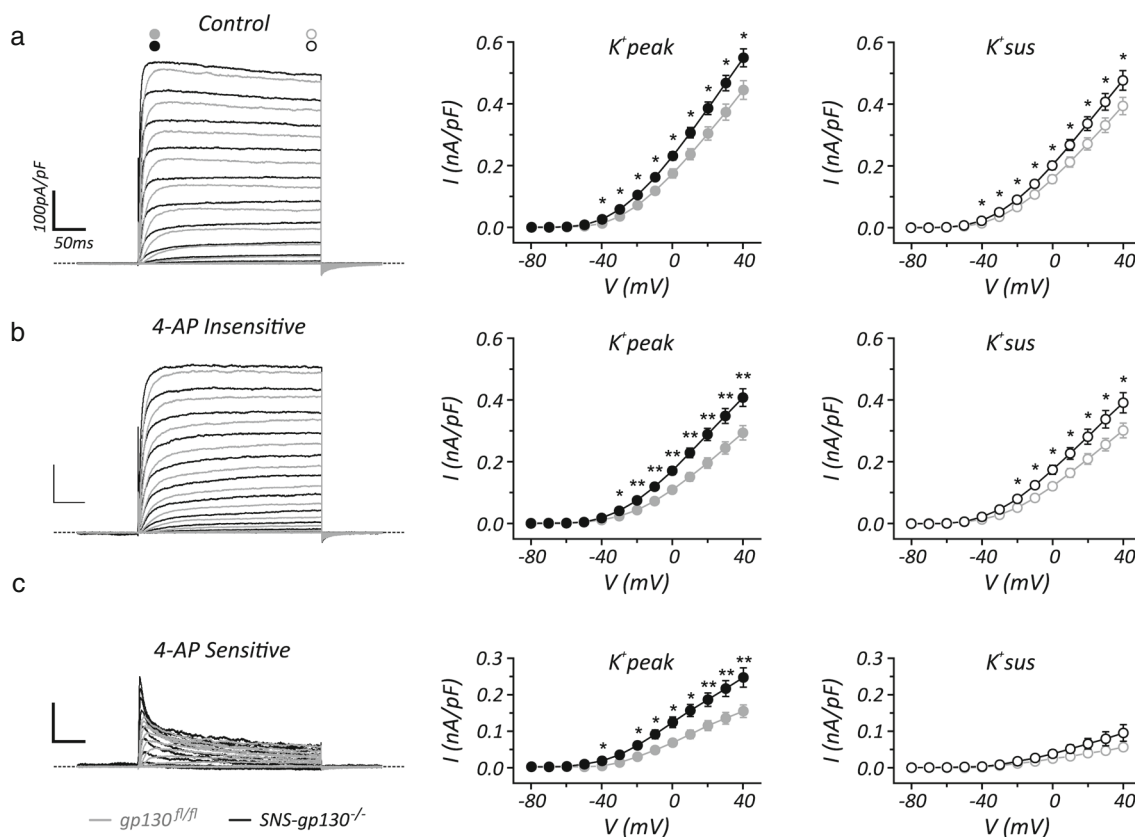 a
Control
100pA/pF
50ms
K+peak
I (nA/pF)
0.6
0.4
0.2
0.0
* * * * * * * * *
-80 -40 0 40
V (mV)
K+sus
I (nA/pF)
0.6
0.4
0.2
0.0
* * * * * * * * *
-80 -40 0 40
V (mV)
b
4-AP Insensitive
K+peak
I (nA/pF)
0.6
0.4
0.2
0.0
* ** ** ** ** ** ** **
-80 -40 0 40
V (mV)
K+sus
I (nA/pF)
0.6
0.4
0.2
0.0
* * * * * * *
-80 -40 0 40
V (mV)
c
4-AP Sensitive
K+peak
I (nA/pF)
0.3
0.2
0.1
0.0
* * * * * ** ** **
-80 -40 0 40
V (mV)
K+sus
I (nA/pF)
0.3
0.2
0.1
0.0
-80 -40 0 40
V (mV)
gp130 fl/fl
SNS-gp130-/-